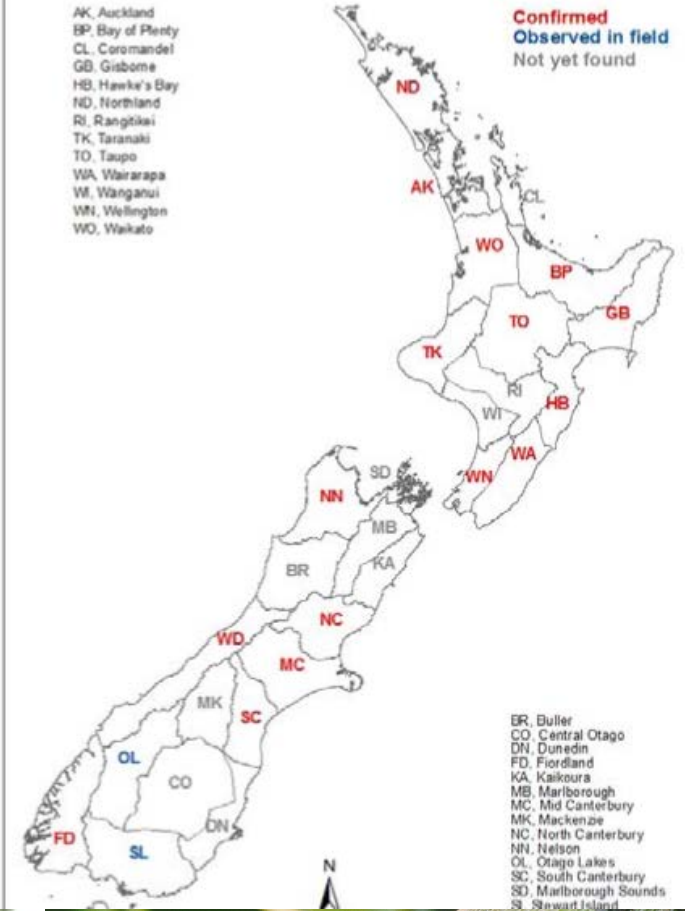 AK, Auckland
BP, Bay of Plenty
CL, Coromandel
GB, Gisborne
HB, Hawke's Bay
ND, Northland
RI, Rangitikei
TK, Taranaki
TO, Taupo
WA, Wairarapa
WI, Wanganui
WN, Wellington
WO, Waikato
Confirmed
Observed in field
Not yet found
ND
AK
CL
WO
BP
TO
GB
TK
RI
WI
HB
WA
WN
SD
NN
MB
BR
KA
NC
WD
MC
MK
SC
OL
CO
DN
FD
SL
N
BR, Buller
CO, Central Otago
DN, Dunedin
FD, Fiordland
KA, Kaikoura
MB, Marlborough
MC, Mid Canterbury
MK, Mackenzie
NC, North Canterbury
NN, Nelson
OL, Otago Lakes
SC, South Canterbury
SD, Marlborough Sounds
SI, Stewart Island